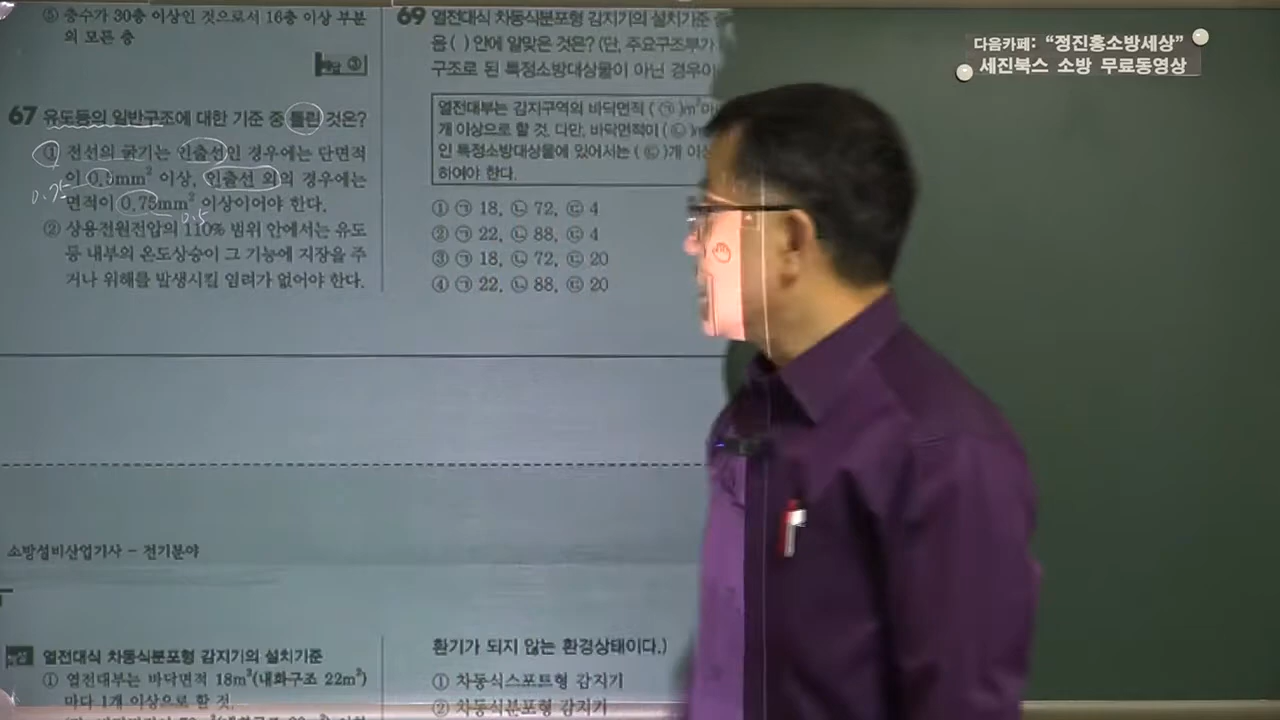 ⑤ 층수가 30층 이상인 것으로서 16층 이상 부분
의 모든 층
해답 ③
67 유도등의 일반구조에 대한 기준 중 틀린 것은?
① 전선의 굵기는 인출선인 경우에는 단면적
이 0.5mm² 이상, 인출선 외의 경우에는
면적이 0.75mm² 이상이어야 한다.
0.75
0.5
② 상용전원전압의 110% 범위 안에서는 유도
등 내부의 온도상승이 그 기능에 지장을 주
거나 위해를 발생시킬 염려가 없어야 한다.
69 열전대식 차동식분포형 감지기의 설치기준
음 ( ) 안에 알맞은 것은? (단, 주요구조부가
구조로 된 특정소방대상물이 아닌 경우이
열전대부는 감지구역의 바닥면적 ( ㉠ )m²마
개 이상으로 할 것. 다만, 바닥면적이 ( ㉡ )
인 특정소방대상물에 있어서는 ( ㉢ )개 이상
하여야 한다.
① ㉠ 18, ㉡ 72, ㉢ 4
② ㉠ 22, ㉡ 88, ㉢ 4
③ ㉠ 18, ㉡ 72, ㉢ 20
④ ㉠ 22, ㉡ 88, ㉢ 20
다음카페: "정진홍소방세상"
세진북스 소방 무료동영상
소방설비산업기사 - 전기분야
해설 열전대식 차동식분포형 감지기의 설치기준
① 열전대부는 바닥면적 18m²(내화구조 22m²)
마다 1개 이상으로 할 것.
환기가 되지 않는 환경상태이다.)
① 차동식스포트형 감지기
② 차동식분포형 감지기